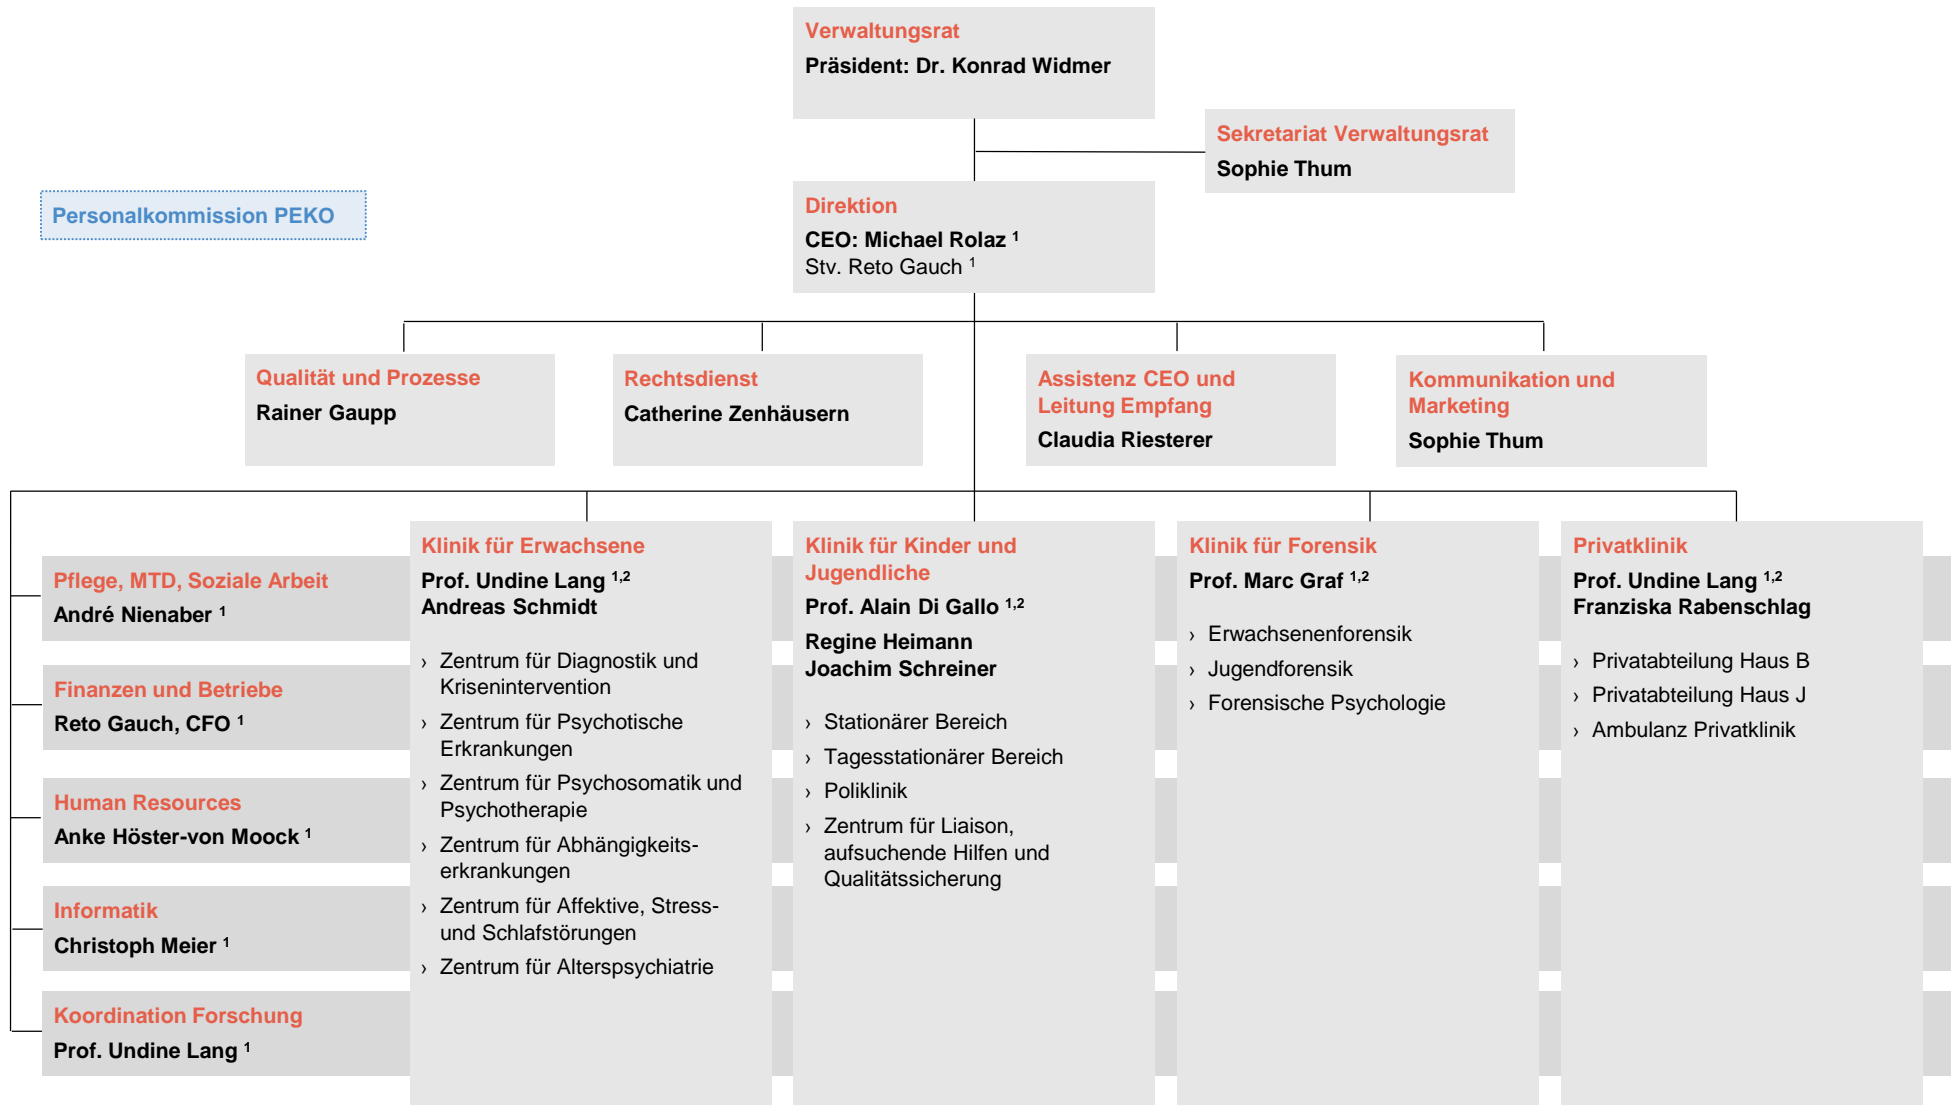 Verwaltungsrat
Präsident: Dr. Konrad Widmer
Sekretariat Verwaltungsrat
Sophie Thum
Personalkommission PEKO
Direktion
CEO: Michael Rolaz ¹
Stv. Reto Gauch ¹
Qualität und Prozesse
Rainer Gaupp
Rechtsdienst
Catherine Zenhäusern
Assistenz CEO und
Leitung Empfang
Claudia Riesterer
Kommunikation und
Marketing
Sophie Thum
Pflege, MTD, Soziale Arbeit
André Nienaber ¹
Finanzen und Betriebe
Reto Gauch, CFO ¹
Human Resources
Anke Höster-von Moock ¹
Informatik
Christoph Meier ¹
Koordination Forschung
Prof. Undine Lang ¹
Klinik für Erwachsene
Prof. Undine Lang ¹,²
Andreas Schmidt
› Zentrum für Diagnostik und
Krisenintervention
› Zentrum für Psychotische
Erkrankungen
› Zentrum für Psychosomatik und
Psychotherapie
› Zentrum für Abhängigkeits-
erkrankungen
› Zentrum für Affektive, Stress-
und Schlafstörungen
› Zentrum für Alterspsychiatrie
Klinik für Kinder und
Jugendliche
Prof. Alain Di Gallo ¹,²
Regine Heimann
Joachim Schreiner
› Stationärer Bereich
› Tagesstationärer Bereich
› Poliklinik
› Zentrum für Liaison,
aufsuchende Hilfen und
Qualitätssicherung
Klinik für Forensik
Prof. Marc Graf ¹,²
› Erwachsenenforensik
› Jugendforensik
› Forensische Psychologie
Privatklinik
Prof. Undine Lang ¹,²
Franziska Rabenschlag
› Privatabteilung Haus B
› Privatabteilung Haus J
› Ambulanz Privatklinik